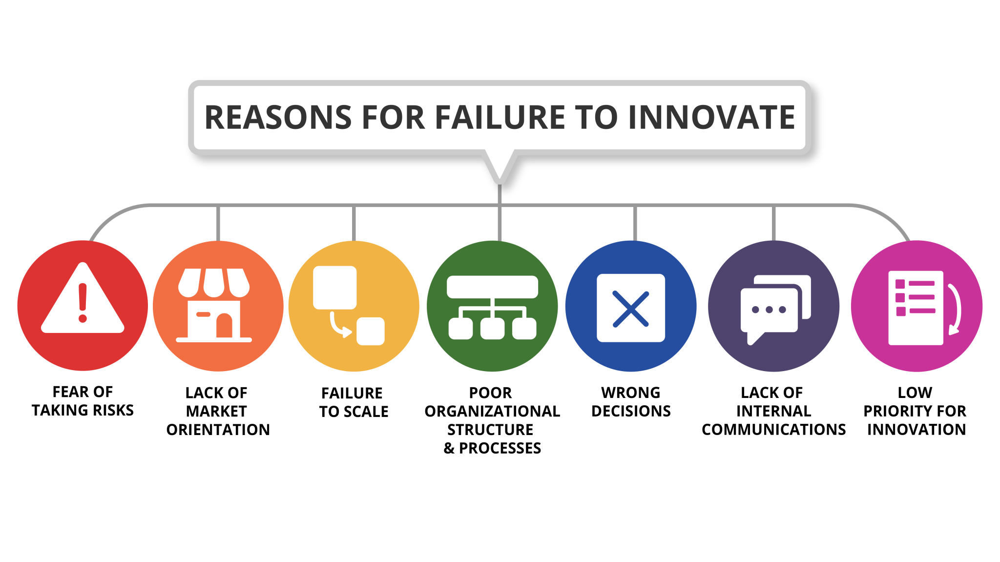 REASONS FOR FAILURE TO INNOVATE
FEAR OF
TAKING RISKS
LACK OF
MARKET
ORIENTATION
FAILURE
TO SCALE
POOR
ORGANIZATIONAL
STRUCTURE
& PROCESSES
WRONG
DECISIONS
LACK OF
INTERNAL
COMMUNICATIONS
LOW
PRIORITY FOR
INNOVATION